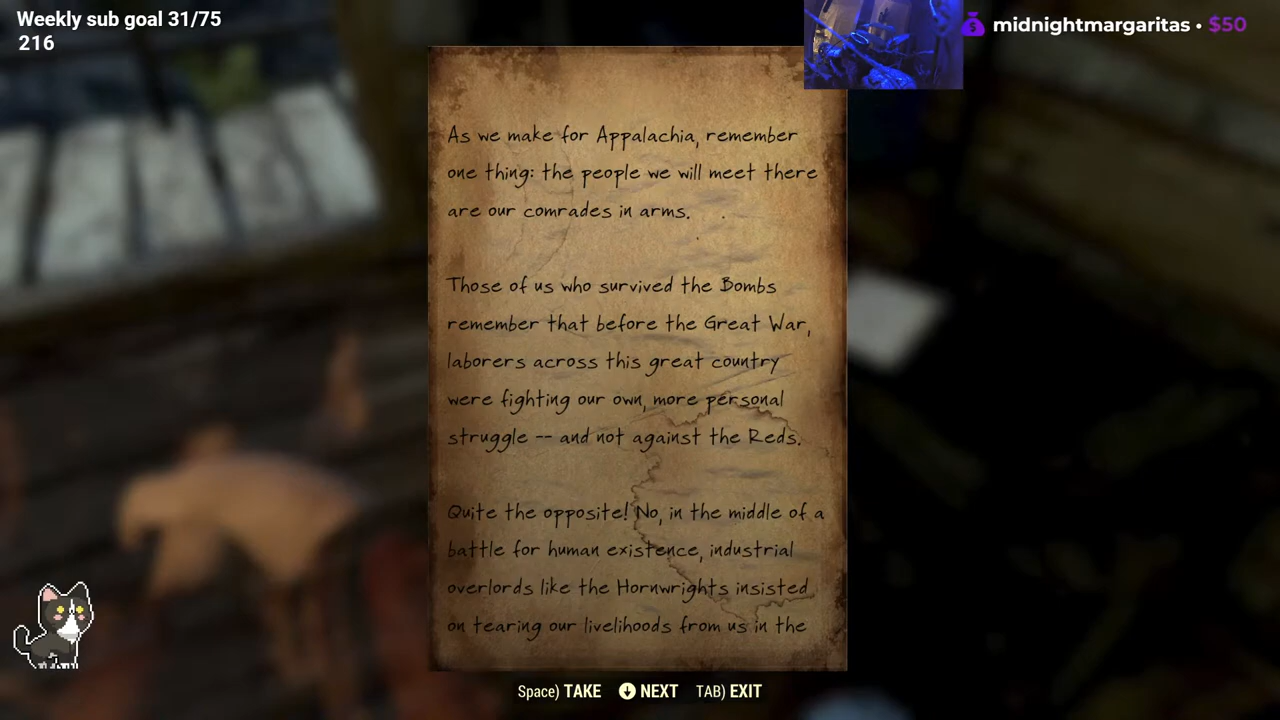 Weekly sub goal 31/75
216
midnightmargaritas • $50
As we make for Appalachia, remember
one thing: the people we will meet there
are our comrades in arms.
Those of us who survived the Bombs
remember that before the Great War,
laborers across this great country
were fighting our own, more personal
struggle -- and not against the Reds.
Quite the opposite! No, in the middle of a
battle for human existence, industrial
overlords like the Hornwrights insisted
on tearing our livelihoods from us in the
Space) TAKE NEXT TAB) EXIT